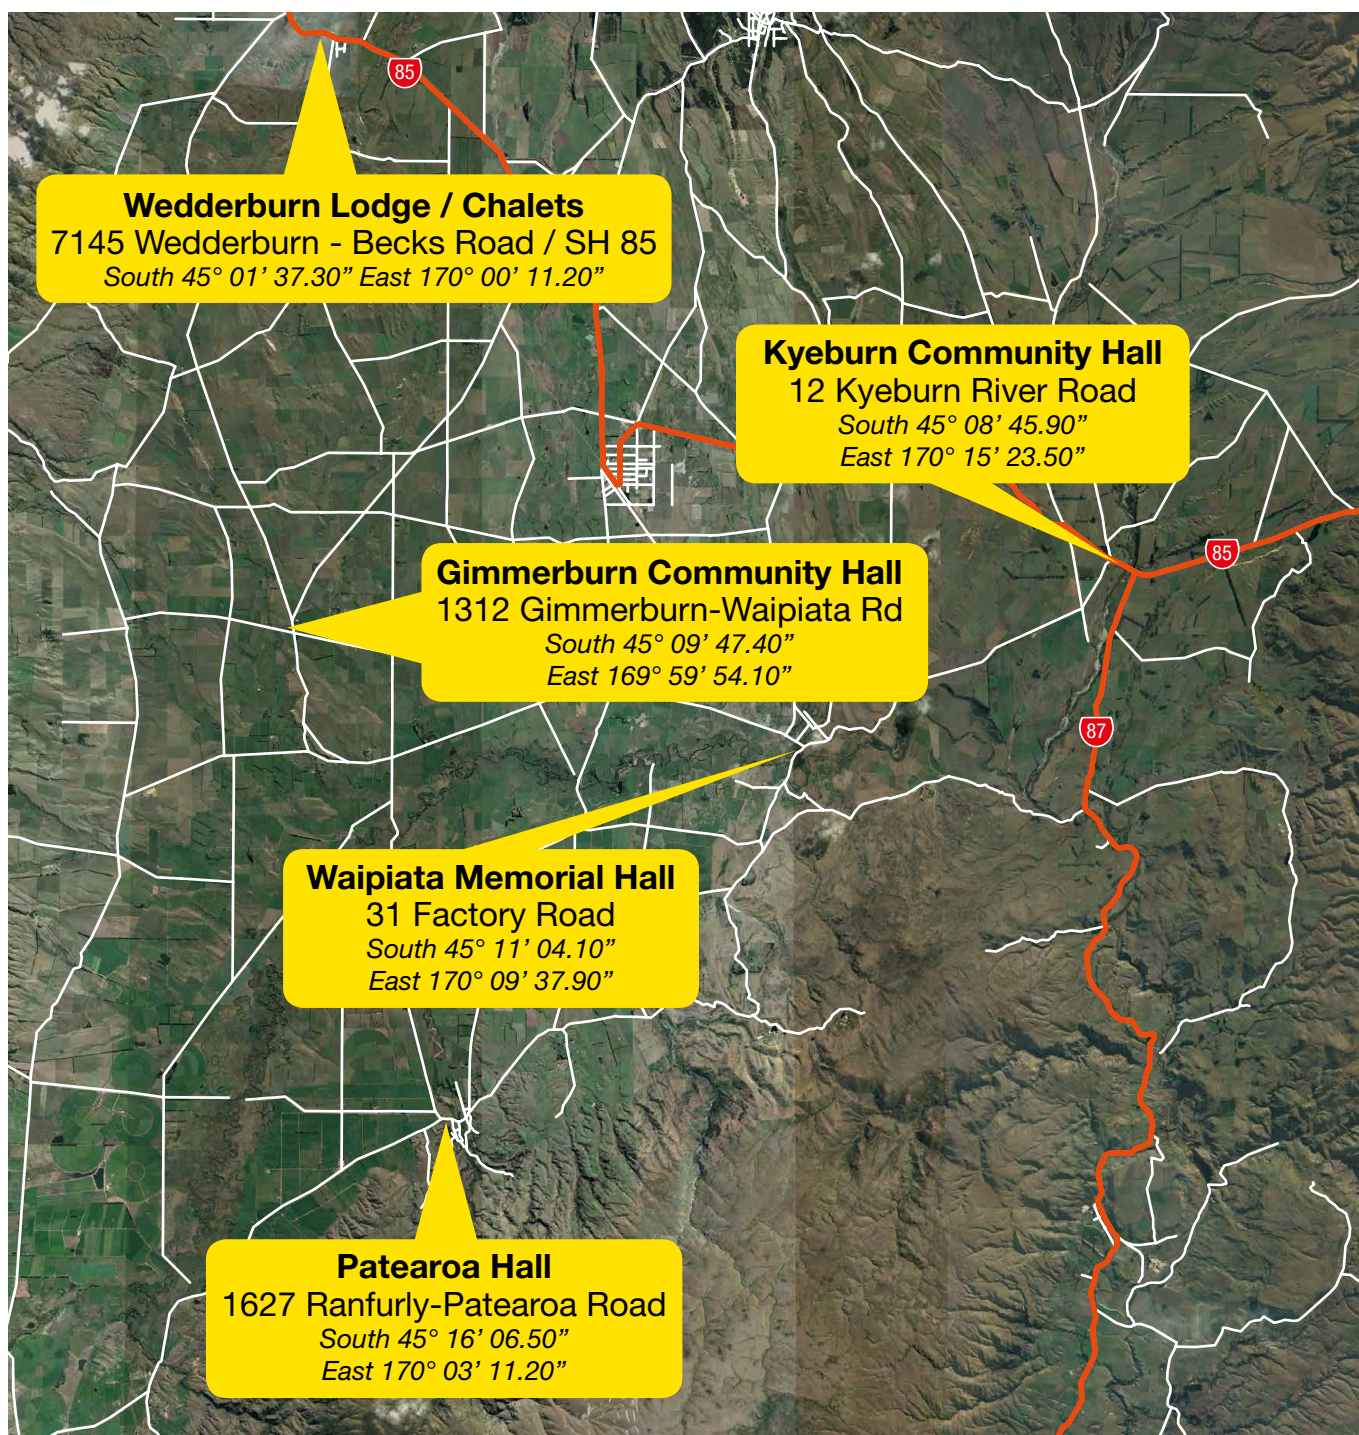 85
Wedderburn Lodge / Chalets
7145 Wedderburn - Becks Road / SH 85
South 45° 01’ 37.30” East 170° 00’ 11.20”
Kyeburn Community Hall
12 Kyeburn River Road
South 45° 08’ 45.90”
East 170° 15’ 23.50”
85
Gimmerburn Community Hall
1312 Gimmerburn-Waipiata Rd
South 45° 09’ 47.40”
East 169° 59’ 54.10”
87
Waipiata Memorial Hall
31 Factory Road
South 45° 11’ 04.10”
East 170° 09’ 37.90”
Patearoa Hall
1627 Ranfurly-Patearoa Road
South 45° 16’ 06.50”
East 170° 03’ 11.20”